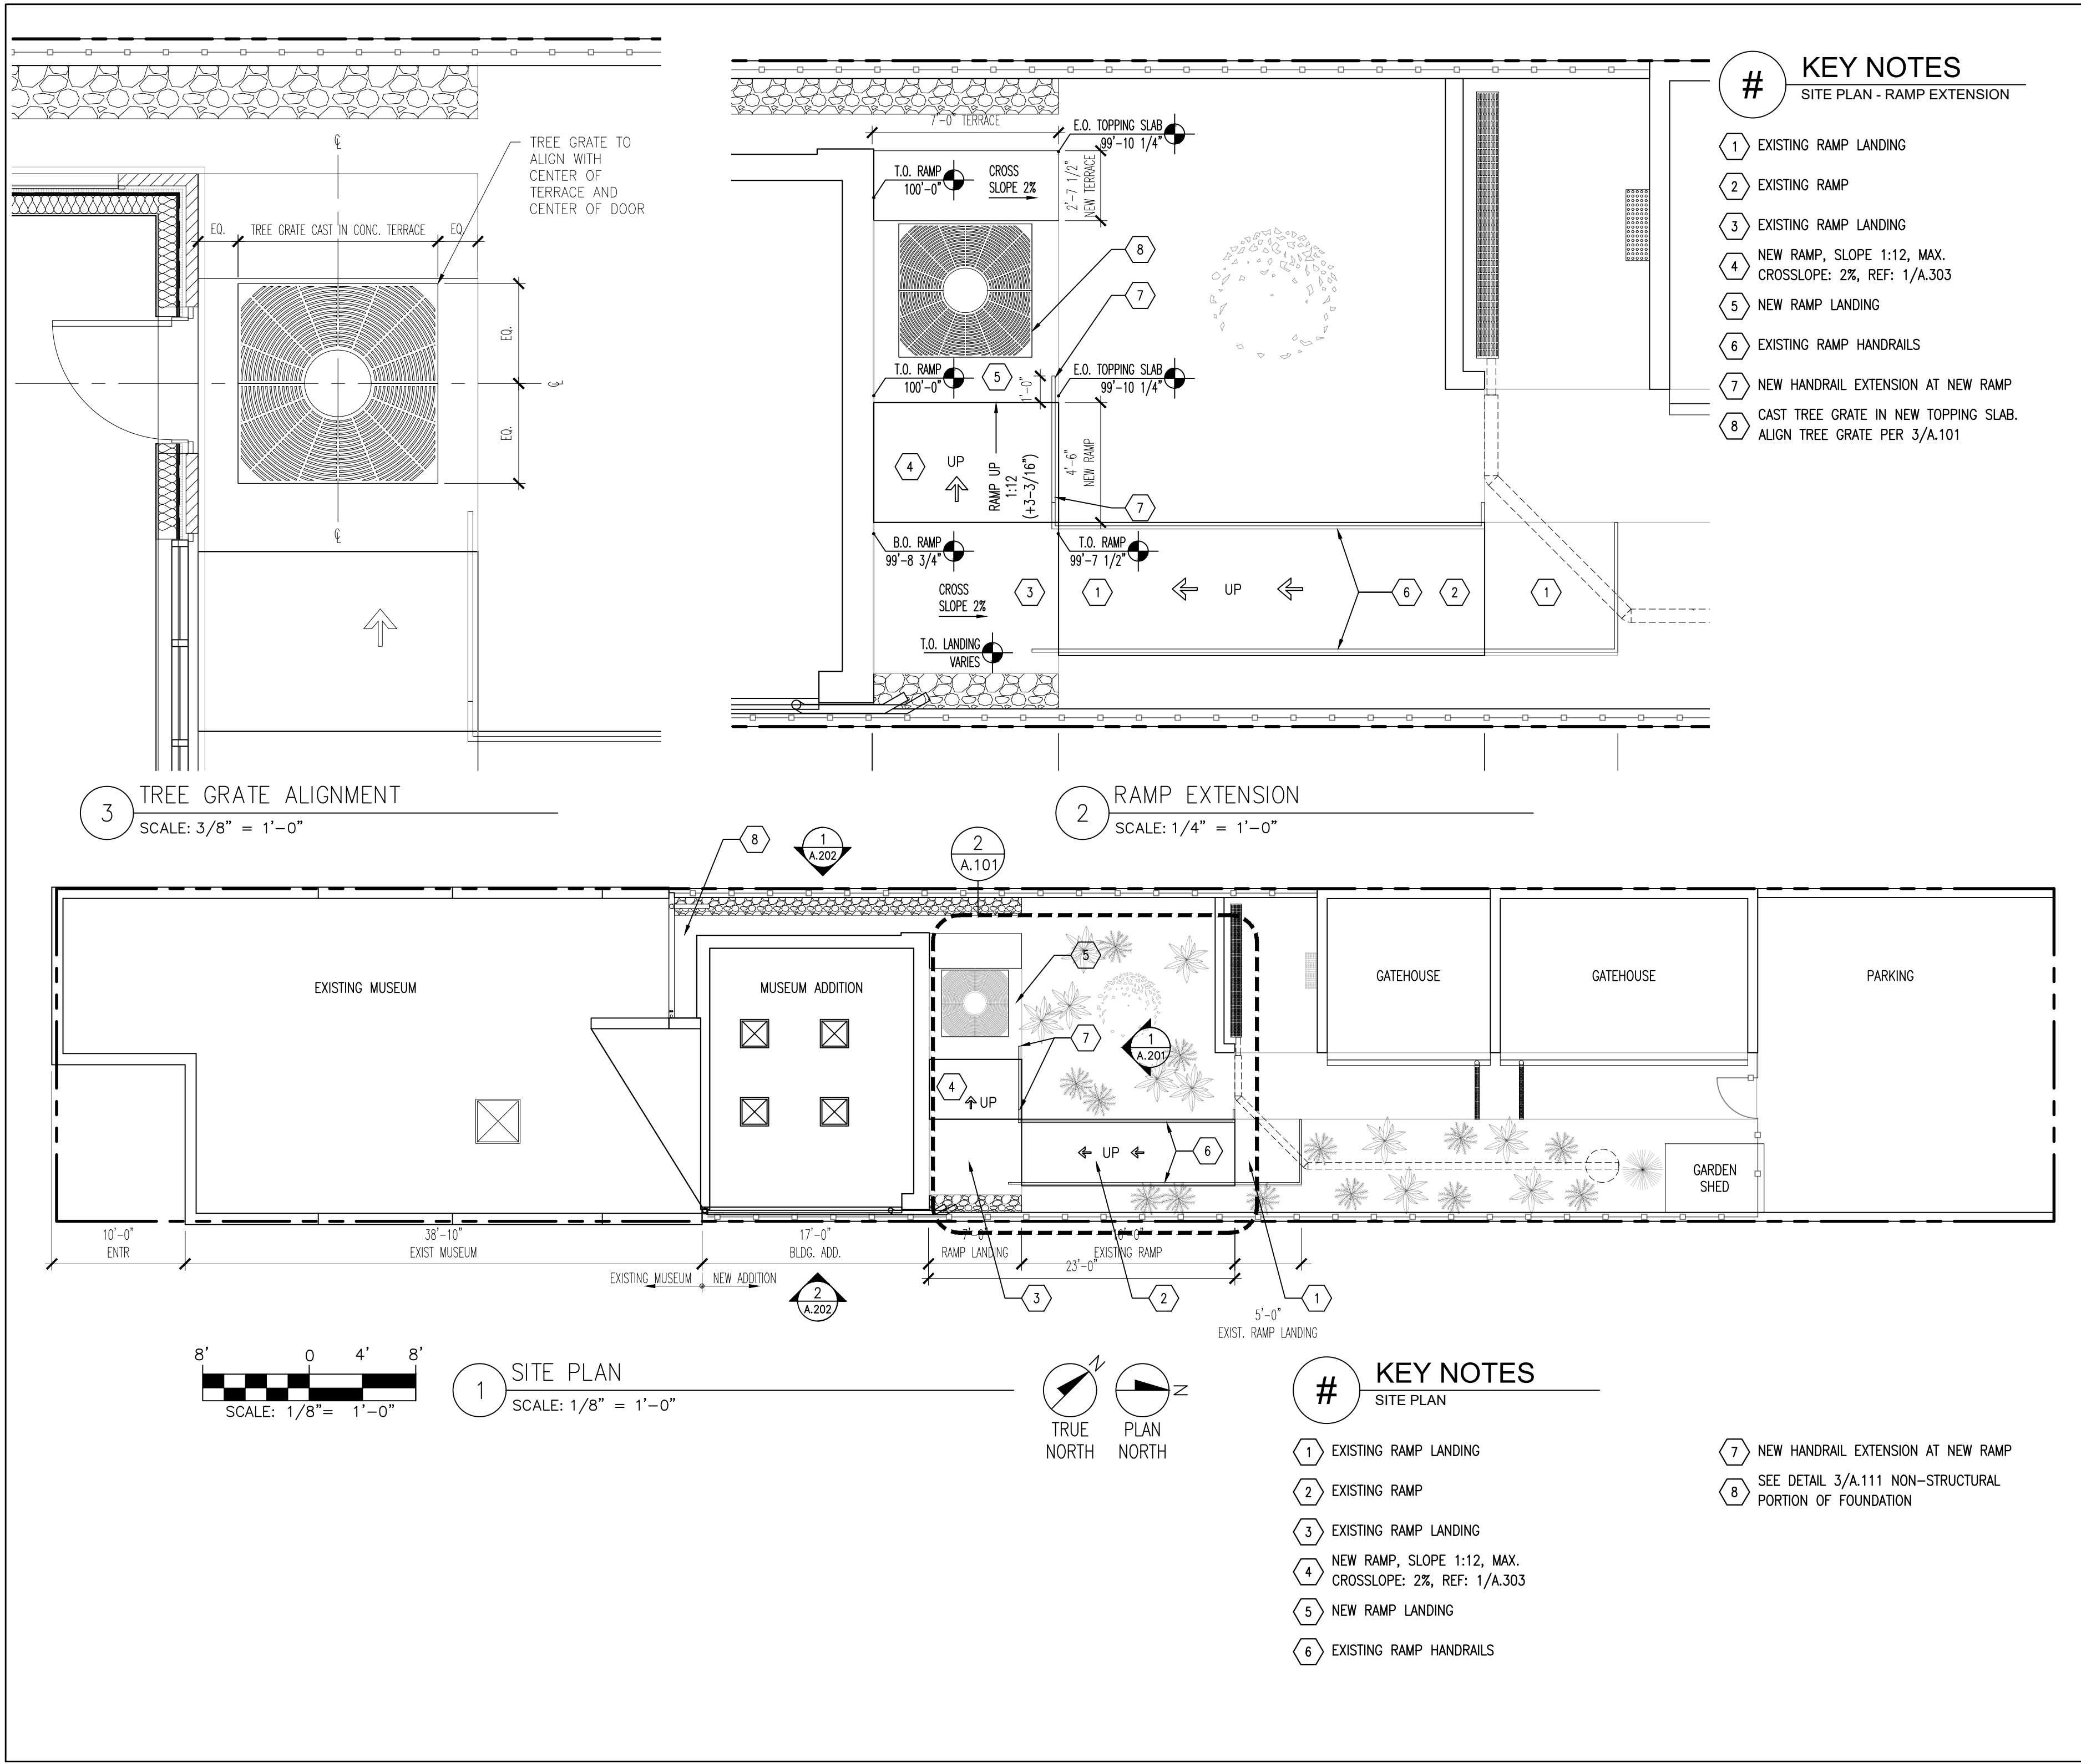 TREE GRATE TO
ALIGN WITH
CENTER OF
TERRACE AND
CENTER OF DOOR
℄
EQ.
TREE GRATE CAST IN CONC. TERRACE
EQ.
EQ.
℄
EQ.
℄
3
TREE GRATE ALIGNMENT
SCALE: 3/8" = 1'-0"
7'-0" TERRACE
E.O. TOPPING SLAB
99'-10 1/4"
T.O. RAMP
100'-0"
CROSS
SLOPE 2%
2'-7 1/2"
NEW TERRACE
8
7
T.O. RAMP
100'-0"
5
1'-0"
E.O. TOPPING SLAB
99'-10 1/4"
4
UP
RAMP UP
1:12
(+3-3/16")
4'-6"
NEW RAMP
7
B.O. RAMP
99'-8 3/4"
T.O. RAMP
99'-7 1/2"
CROSS
SLOPE 2%
3
1
UP
6
2
1
T.O. LANDING
VARIES
2
RAMP EXTENSION
SCALE: 1/4" = 1'-0"
#
KEY NOTES
SITE PLAN - RAMP EXTENSION
1 EXISTING RAMP LANDING
2 EXISTING RAMP
3 EXISTING RAMP LANDING
4 NEW RAMP, SLOPE 1:12, MAX.
CROSSLOPE: 2%, REF: 1/A.303
5 NEW RAMP LANDING
6 EXISTING RAMP HANDRAILS
7 NEW HANDRAIL EXTENSION AT NEW RAMP
8 CAST TREE GRATE IN NEW TOPPING SLAB.
ALIGN TREE GRATE PER 3/A.101
8
1
A.202
2
A.101
EXISTING MUSEUM
MUSEUM ADDITION
5
7
1
A.201
4
UP
UP
6
GATEHOUSE
GATEHOUSE
PARKING
GARDEN
SHED
10'-0"
ENTR
38'-10"
EXIST MUSEUM
17'-0"
BLDG. ADD.
RAMP LANDING
EXISTING RAMP
23'-0"
EXISTING MUSEUM
NEW ADDITION
2
A.202
3
2
1
5'-0"
EXIST. RAMP LANDING
8'
0
4'
8'
SCALE: 1/8"= 1'-0"
1
SITE PLAN
SCALE: 1/8" = 1'-0"
N
TRUE
NORTH
N
PLAN
NORTH
#
KEY NOTES
SITE PLAN
1 EXISTING RAMP LANDING
2 EXISTING RAMP
3 EXISTING RAMP LANDING
4 NEW RAMP, SLOPE 1:12, MAX.
CROSSLOPE: 2%, REF: 1/A.303
5 NEW RAMP LANDING
6 EXISTING RAMP HANDRAILS
7 NEW HANDRAIL EXTENSION AT NEW RAMP
8 SEE DETAIL 3/A.111 NON-STRUCTURAL
PORTION OF FOUNDATION